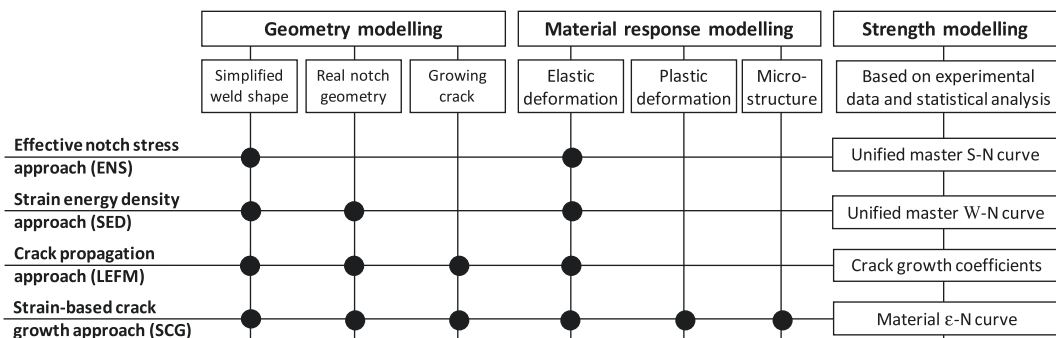 Geometry modelling
Material response modelling
Strength modelling
Simplified
weld shape
Real notch
geometry
Growing
crack
Elastic
deformation
Plastic
deformation
Micro-
structure
Based on experimental
data and statistical analysis
Effective notch stress
approach (ENS)
Unified master S-N curve
Strain energy density
approach (SED)
Unified master W-N curve
Crack propagation
approach (LEFM)
Crack growth coefficients
Strain-based crack
growth approach (SCG)
Material ε-N curve